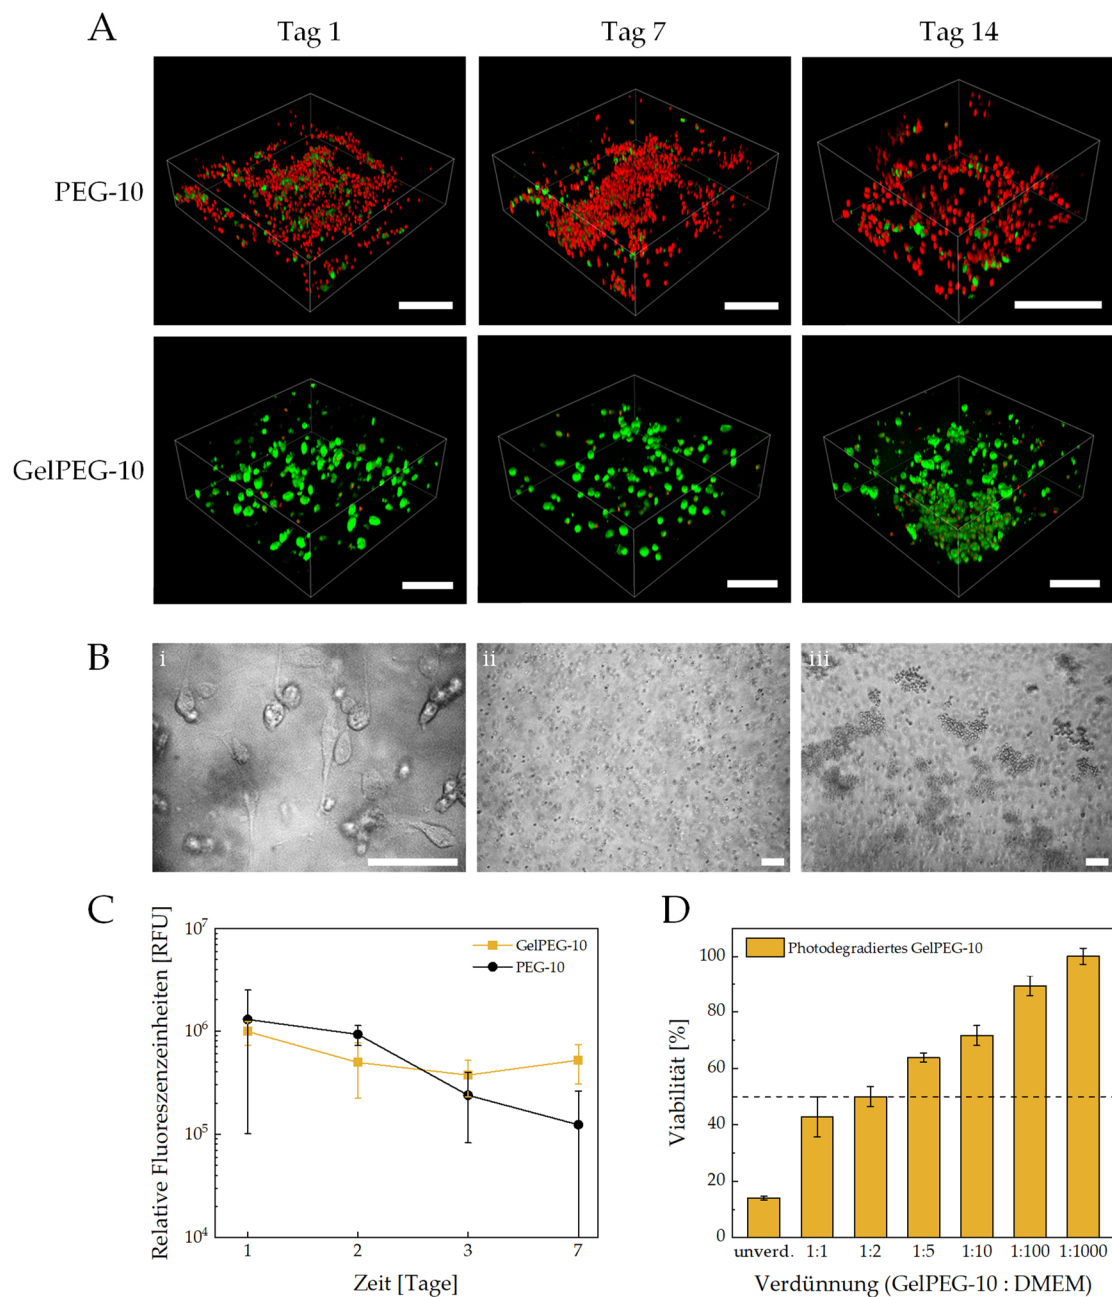 A
Tag 1
Tag 7
Tag 14
PEG-10
GelPEG-10
B
i
ii
iii
C
Relative Fluoreszenzeinheiten [RFU]
10⁷
10⁶
10⁵
10⁴
GelPEG-10
PEG-10
1
2
3
7
Zeit [Tage]
D
Viabilität [%]
100
80
60
40
20
0
Photodegradiertes GelPEG-10
unverd. 1:1 1:2 1:5 1:10 1:100 1:1000
Verdünnung (GelPEG-10 : DMEM)